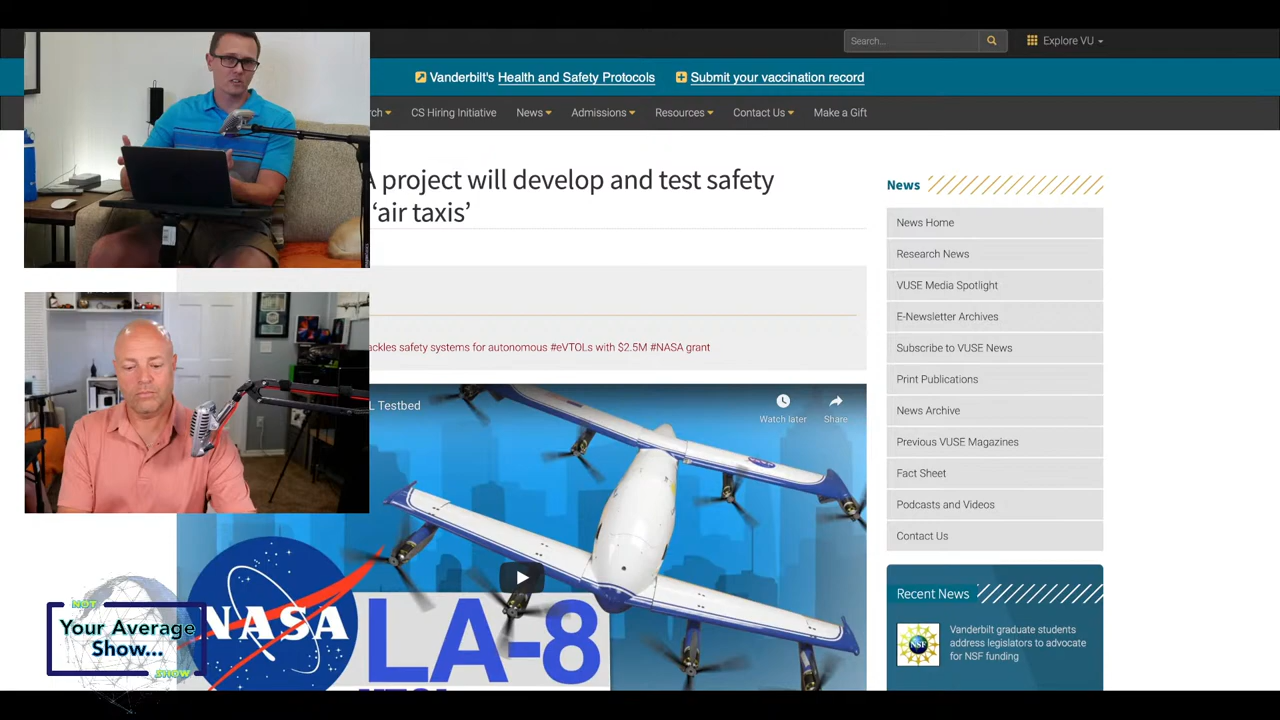 Search...
Explore VU
Vanderbilt's Health and Safety Protocols
Submit your vaccination record
CS Hiring Initiative
News
Admissions
Resources
Contact Us
Make a Gift
project will develop and test safety
'air taxis'
safety systems for autonomous #eVTOLs with $2.5M #NASA grant
Testbed
Watch later
Share
NASA
LA-8
News
News Home
Research News
VUSE Media Spotlight
E-Newsletter Archives
Subscribe to VUSE News
Print Publications
News Archive
Previous VUSE Magazines
Fact Sheet
Podcasts and Videos
Contact Us
Recent News
NSF
Vanderbilt graduate students
address legislators to advocate
for NSF funding
NOT
Your Average
Show...
SHOW